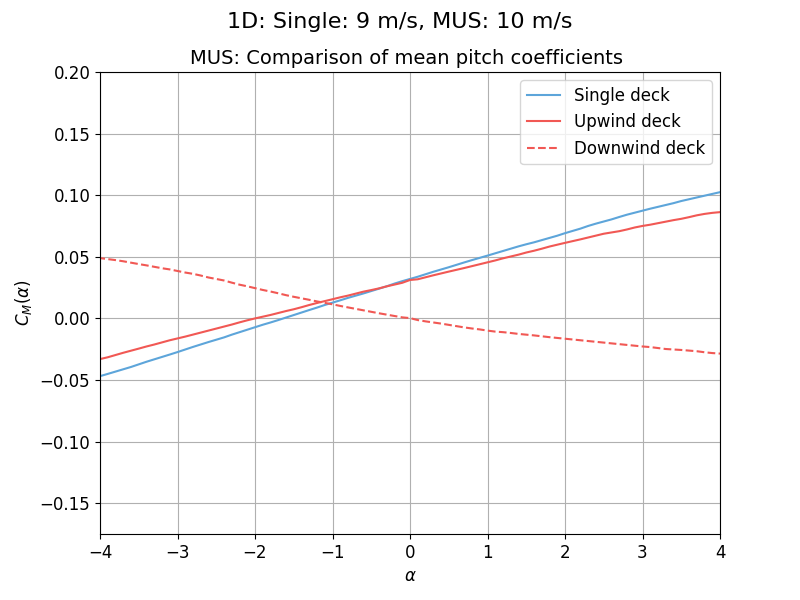 1D: Single: 9 m/s, MUS: 10 m/s
MUS: Comparison of mean pitch coefficients
Single deck
Upwind deck
Downwind deck
0.20
0.15
0.10
0.05
0.00
−0.05
−0.10
−0.15
C_M(α)
−4 −3 −2 −1 0 1 2 3 4
α